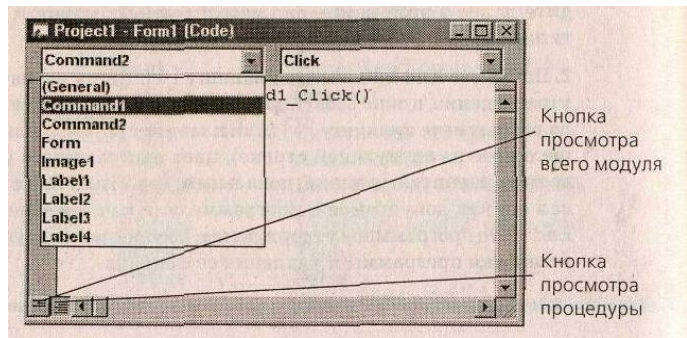 Project1 - Form1 (Code)
Command2
Click
(General)
d1_Click()
Command1
Command2
Form
Image1
Label1
Label2
Label3
Label4
Кнопка
просмотра
всего модуля
Кнопка
просмотра
процедуры